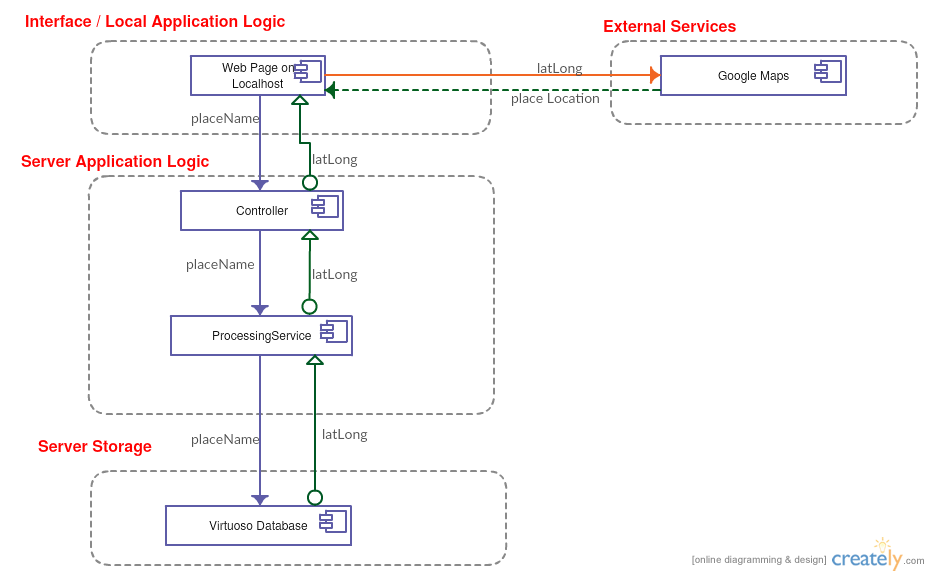 Interface / Local Application Logic
External Services
Web Page on
Localhost
latLong
Google Maps
place Location
placeName
latLong
Server Application Logic
Controller
placeName
latLong
ProcessingService
placeName
latLong
Server Storage
Virtuoso Database
[online diagramming & design] creately.com